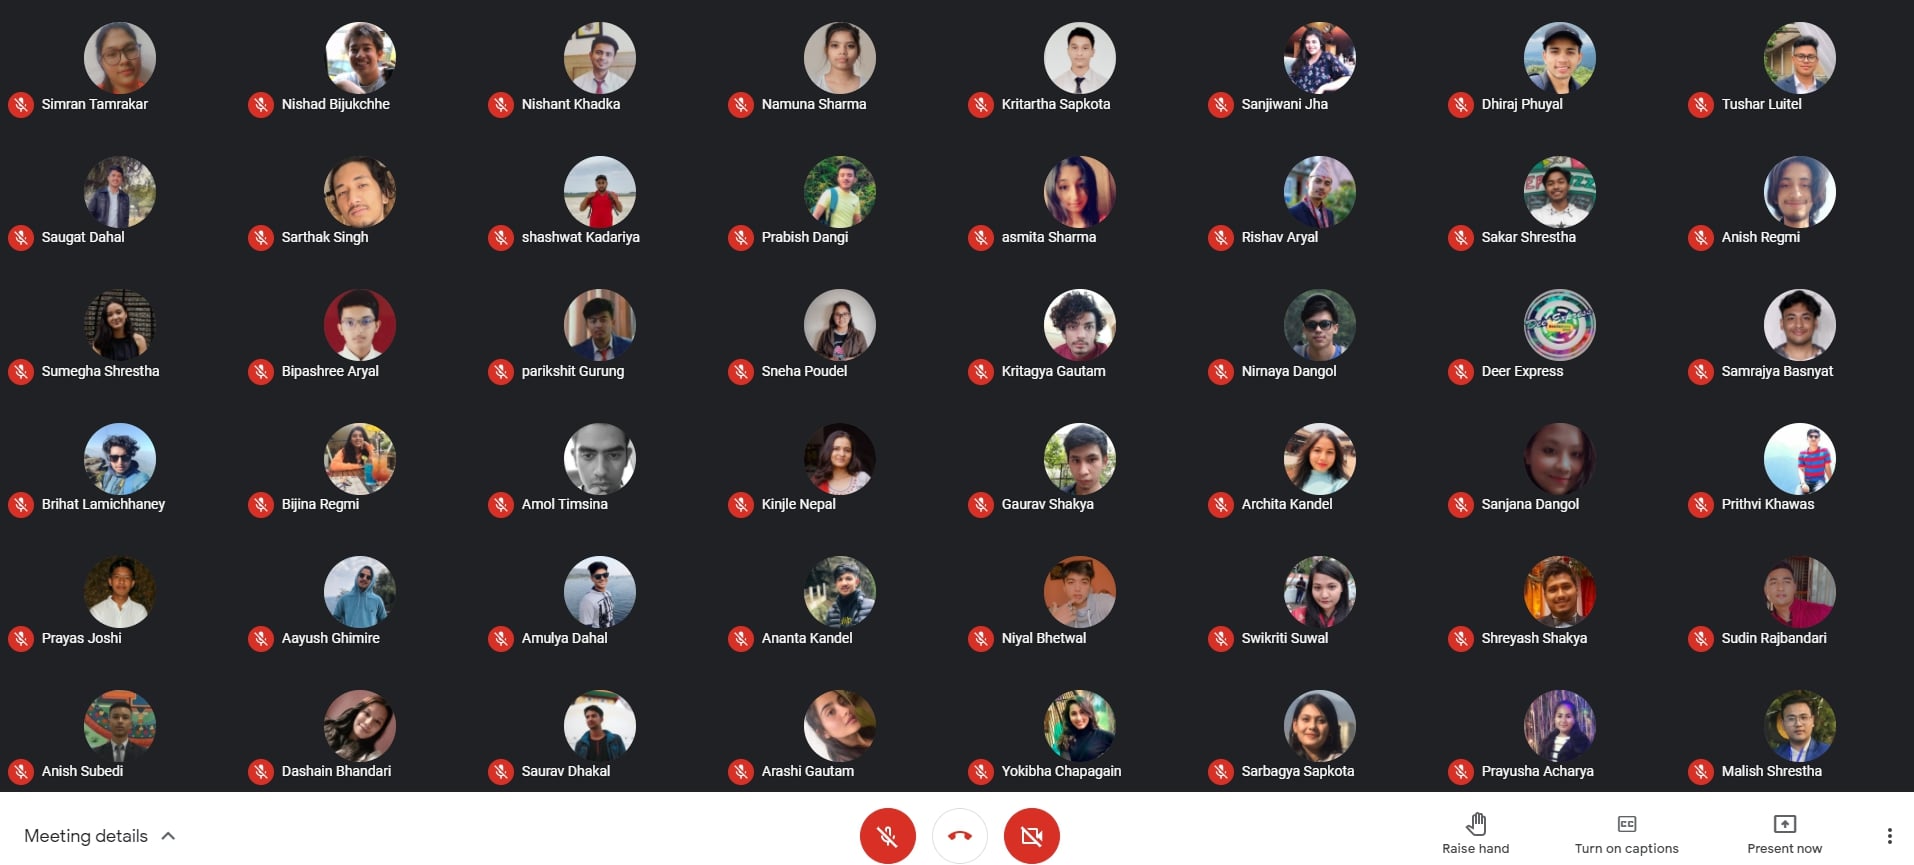 Simran Tamrakar
Nishad Bijukchhe
Nishant Khadka
Namuna Sharma
Kritartha Sapkota
Sanjiwani Jha
Dhiraj Phuyal
Tushar Luitel
Saugat Dahal
Sarthak Singh
shashwat Kadariya
Prabish Dangi
asmita Sharma
Rishav Aryal
Sakar Shrestha
Anish Regmi
Sumegha Shrestha
Bipashree Aryal
parikshit Gurung
Sneha Poudel
Kritagya Gautam
Nirnaya Dangol
Deer Express
Samrajya Basnyat
Brihat Lamichhaney
Bijina Regmi
Amol Timsina
Kinjle Nepal
Gaurav Shakya
Archita Kandel
Sanjana Dangol
Prithvi Khawas
Prayas Joshi
Aayush Ghimire
Amulya Dahal
Ananta Kandel
Niyal Bhetwal
Swikriti Suwal
Shreyash Shakya
Sudin Rajbandari
Anish Subedi
Dashain Bhandari
Saurav Dhakal
Arashi Gautam
Yokibha Chapagain
Sarbagya Sapkota
Prayusha Acharya
Malish Shrestha
Meeting details
Raise hand
Turn on captions
Present now